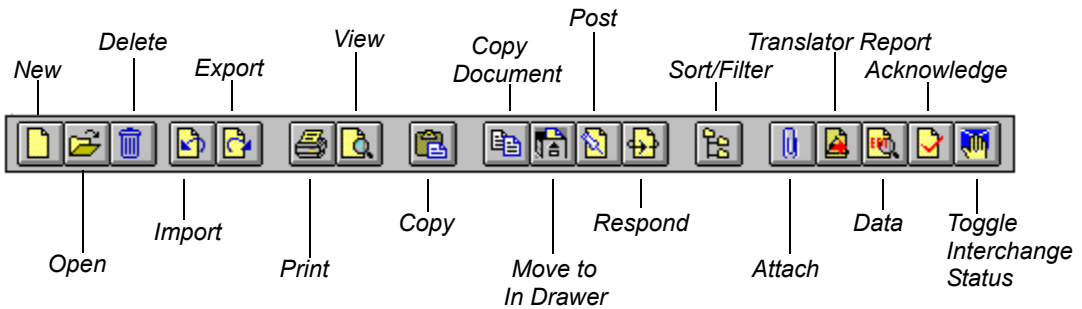 Post
Delete
View
Copy
Document
Translator Report
New
Export
Sort/Filter
Acknowledge
EDI
Import
Copy
Respond
Data
Toggle
Interchange
Status
Open
Print
Move to
In Drawer
Attach